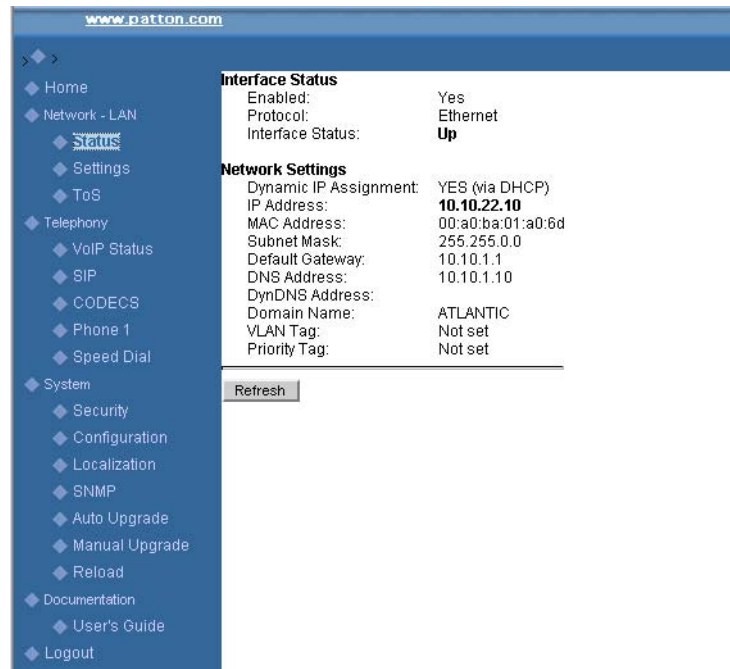 www.patton.com
> >
Home
Network - LAN
Status
Settings
ToS
Telephony
VoIP Status
SIP
CODECS
Phone 1
Speed Dial
System
Security
Configuration
Localization
SNMP
Auto Upgrade
Manual Upgrade
Reload
Documentation
User's Guide
Logout
Interface Status
Enabled: Yes
Protocol: Ethernet
Interface Status: Up
Network Settings
Dynamic IP Assignment: YES (via DHCP)
IP Address: 10.10.22.10
MAC Address: 00:a0:ba:01:a0:6d
Subnet Mask: 255.255.0.0
Default Gateway: 10.10.1.1
DNS Address: 10.10.1.10
DynDNS Address:
Domain Name: ATLANTIC
VLAN Tag: Not set
Priority Tag: Not set
Refresh